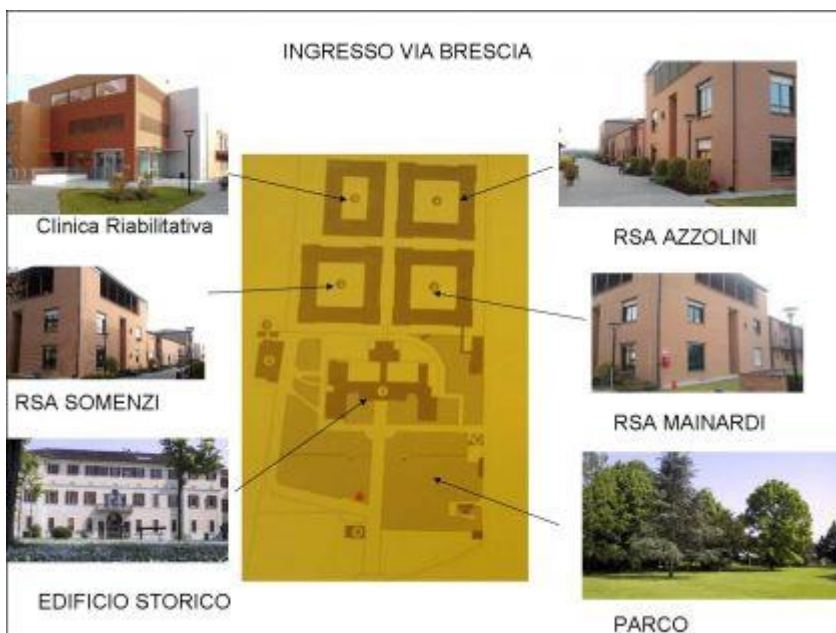 INGRESSO VIA BRESCIA
Clinica Riabilitativa
RSA AZZOLINI
RSA SOMENZI
RSA MAINARDI
EDIFICIO STORICO
PARCO